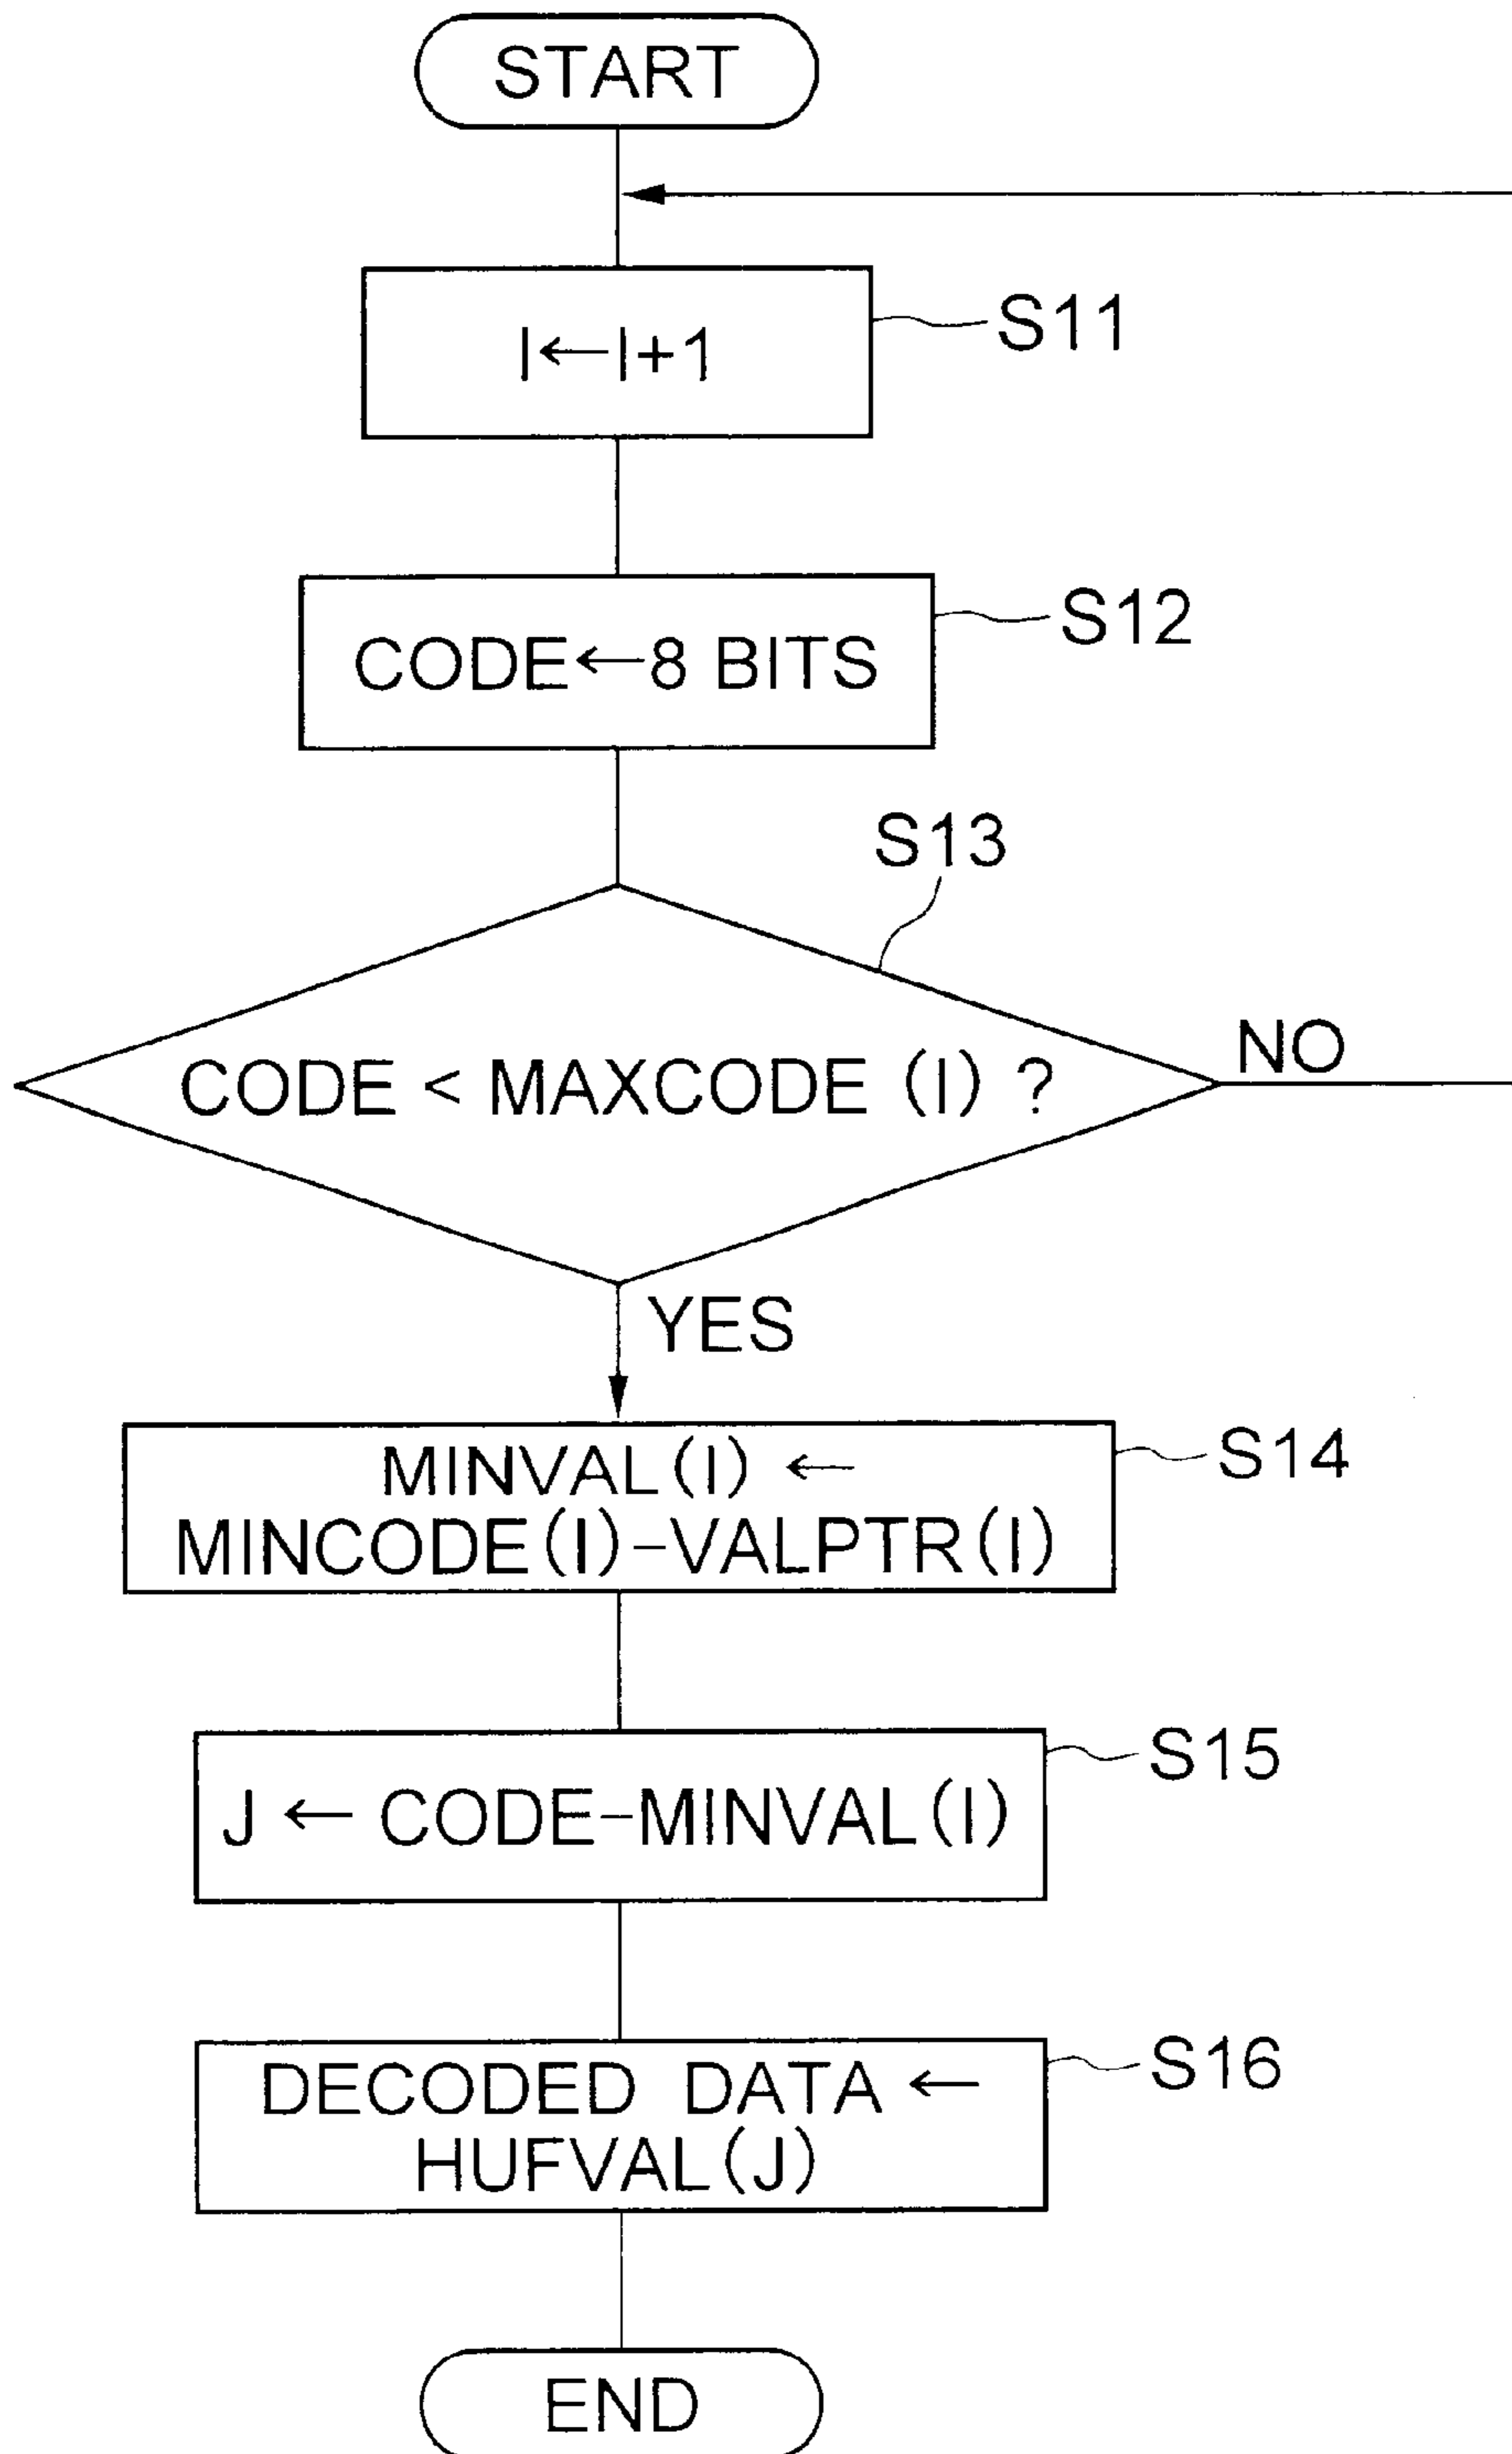 START
I←I+1
S11
CODE←8 BITS
S12
S13
CODE < MAXCODE (I) ?
NO
YES
MINVAL(I) ←
MINCODE(I)-VALPTR(I)
S14
J ← CODE-MINVAL(I)
S15
DECODED DATA ←
HUFVAL(J)
S16
END